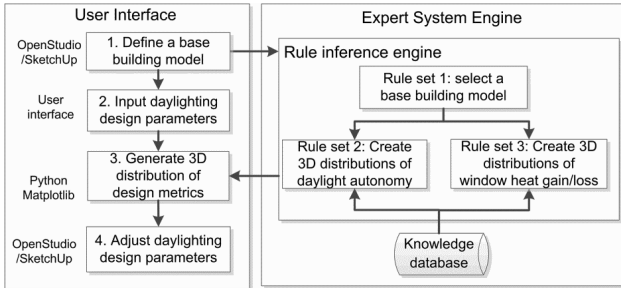 User Interface
OpenStudio
/SketchUp
1. Define a base
building model
User
interface
2. Input daylighting
design parameters
Python
Matplotlib
3. Generate 3D
distribution of
design metrics
OpenStudio
/SketchUp
4. Adjust daylighting
design parameters
Expert System Engine
Rule inference engine
Rule set 1: select a
base building model
Rule set 2: Create
3D distributions of
daylight autonomy
Rule set 3: Create 3D
distributions of
window heat gain/loss
Knowledge
database